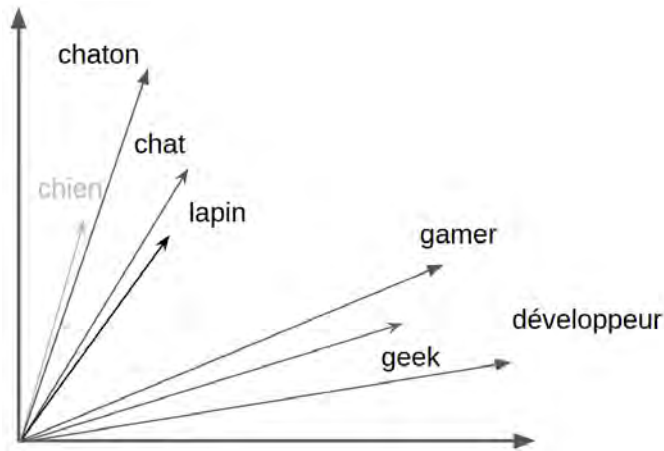 chaton
chat
chien
lapin
gamer
développeur
geek